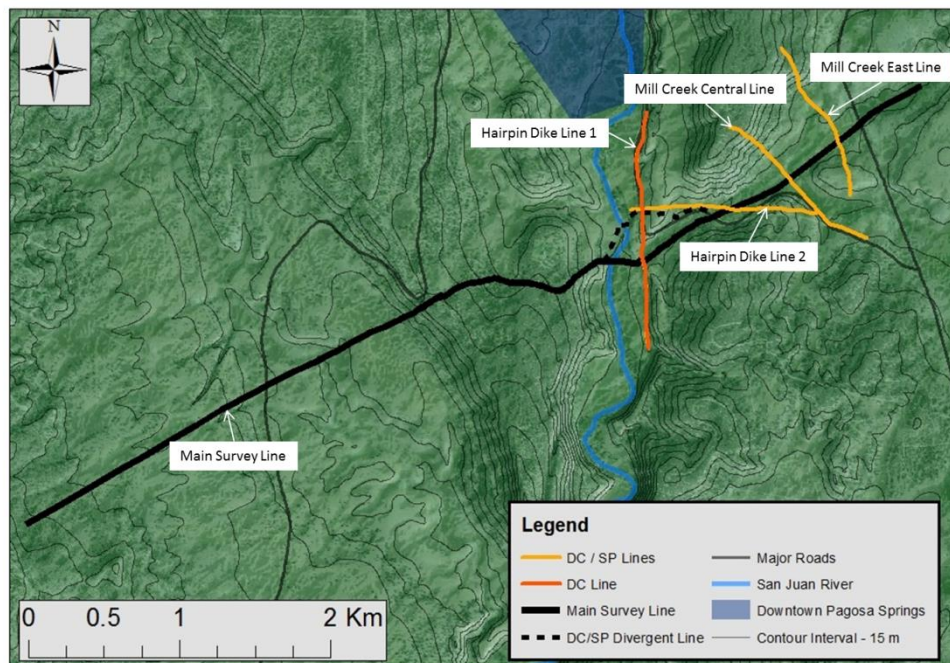 N
Mill Creek East Line
Mill Creek Central Line
Hairpin Dike Line 1
Hairpin Dike Line 2
Main Survey Line
Legend
DC / SP Lines
DC Line
Main Survey Line
DC/SP Divergent Line
Major Roads
San Juan River
Downtown Pagosa Springs
Contour Interval - 15 m
0 0.5 1 2 Km